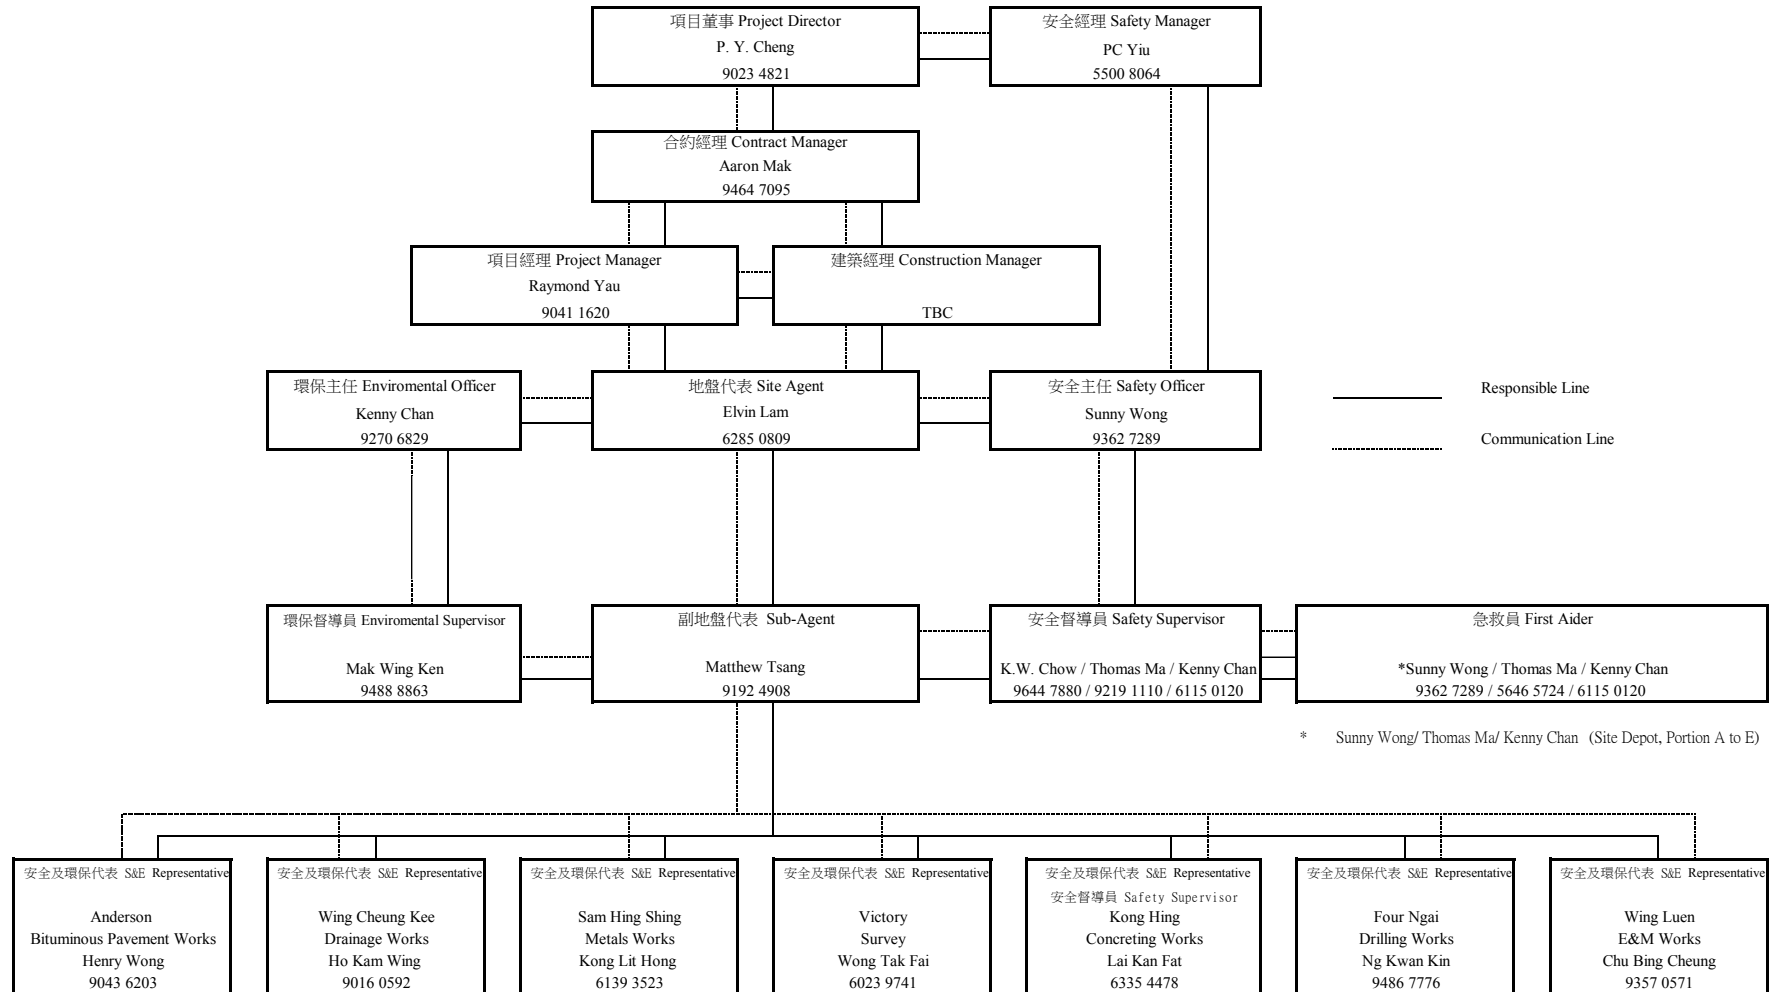 項目董事 Project Director
P. Y. Cheng
9023 4821
安全經理 Safety Manager
PC Yiu
5500 8064
合約經理 Contract Manager
Aaron Mak
9464 7095
項目經理 Project Manager
Raymond Yau
9041 1620
建築經理 Construction Manager
TBC
環保主任 Enviromental Officer
Kenny Chan
9270 6829
地盤代表 Site Agent
Elvin Lam
6285 0809
安全主任 Safety Officer
Sunny Wong
9362 7289
Responsible Line
Communication Line
環保督導員 Enviromental Supervisor
Mak Wing Ken
9488 8863
副地盤代表 Sub-Agent
Matthew Tsang
9192 4908
安全督導員 Safety Supervisor
K.W. Chow / Thomas Ma / Kenny Chan
9644 7880 / 9219 1110 / 6115 0120
急救員 First Aider
*Sunny Wong / Thomas Ma / Kenny Chan
9362 7289 / 5646 5724 / 6115 0120
* Sunny Wong/ Thomas Ma/ Kenny Chan (Site Depot, Portion A to E)
安全及環保代表 S&E Representative
Anderson
Bituminous Pavement Works
Henry Wong
9043 6203
安全及環保代表 S&E Representative
Wing Cheung Kee
Drainage Works
Ho Kam Wing
9016 0592
安全及環保代表 S&E Representative
Sam Hing Shing
Metals Works
Kong Lit Hong
6139 3523
安全及環保代表 S&E Representative
Victory
Survey
Wong Tak Fai
6023 9741
安全及環保代表 S&E Representative
安全督導員 Safety Supervisor
Kong Hing
Concreting Works
Lai Kan Fat
6335 4478
安全及環保代表 S&E Representative
Four Ngai
Drilling Works
Ng Kwan Kin
9486 7776
安全及環保代表 S&E Representative
Wing Luen
E&M Works
Chu Bing Cheung
9357 0571